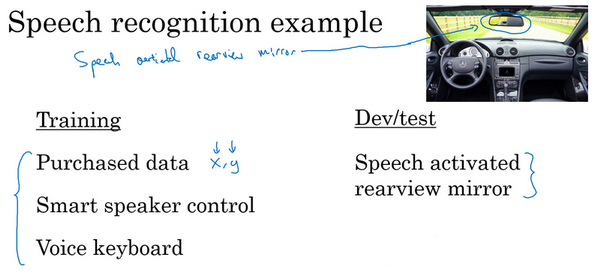 Speech recognition example
Speech rearview mirror
Training
Purchased data x, y
Smart speaker control
Voice keyboard
Dev/test
Speech activated
rearview mirror